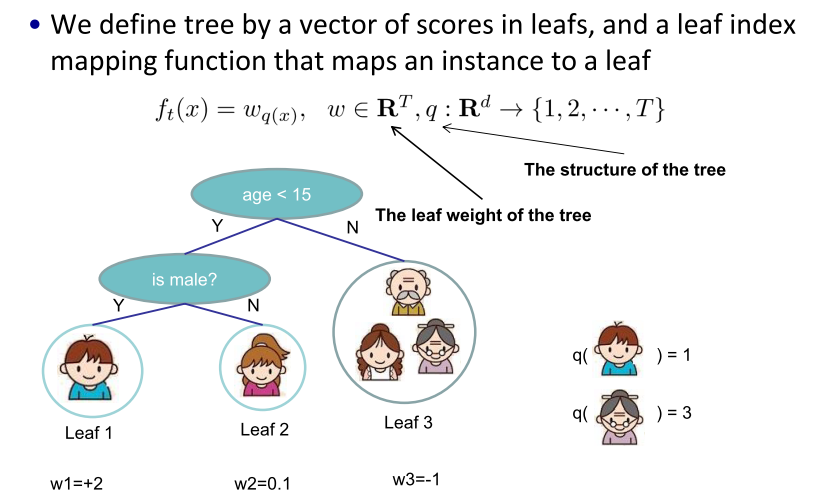 • We define tree by a vector of scores in leafs, and a leaf index
mapping function that maps an instance to a leaf
f_t(x) = w_{q(x)}, w ∈ R^T, q : R^d → {1, 2, ⋯ , T}
The structure of the tree
The leaf weight of the tree
age < 15
Y
N
is male?
Y
N
q( ) = 1
q( ) = 3
Leaf 1
Leaf 2
Leaf 3
w1=+2
w2=0.1
w3=-1